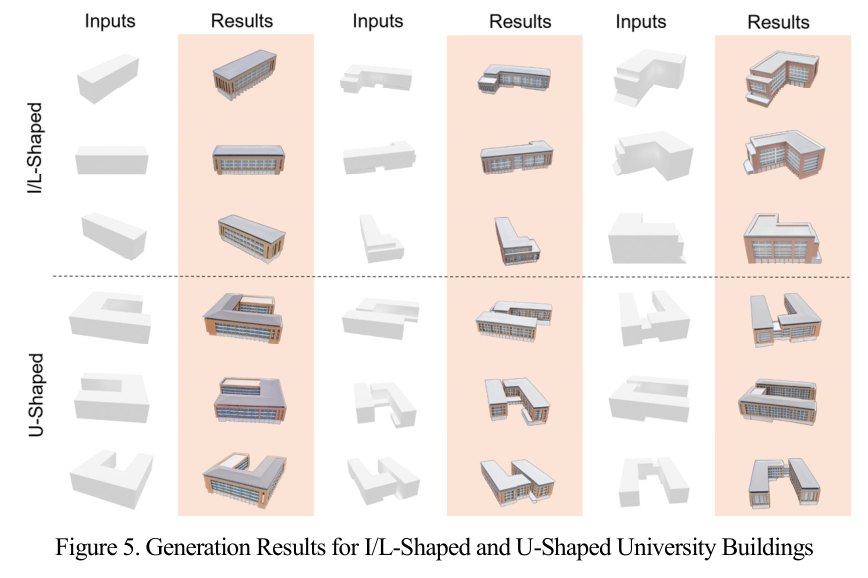 Inputs Results Inputs Results Inputs Results
I/L-Shaped
U-Shaped
Figure 5. Generation Results for I/L-Shaped and U-Shaped University Buildings